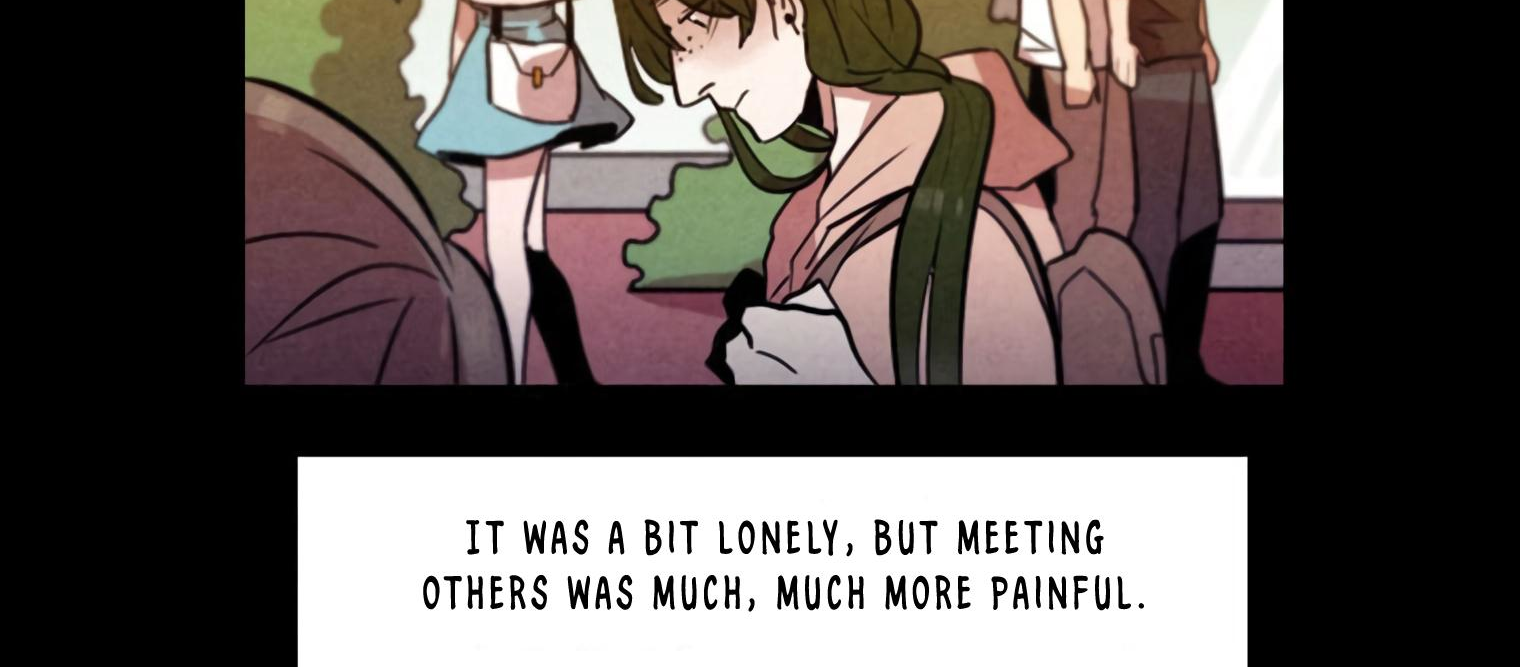 IT WAS A BIT LONELY, BUT MEETING
OTHERS WAS MUCH, MUCH MORE PAINFUL.